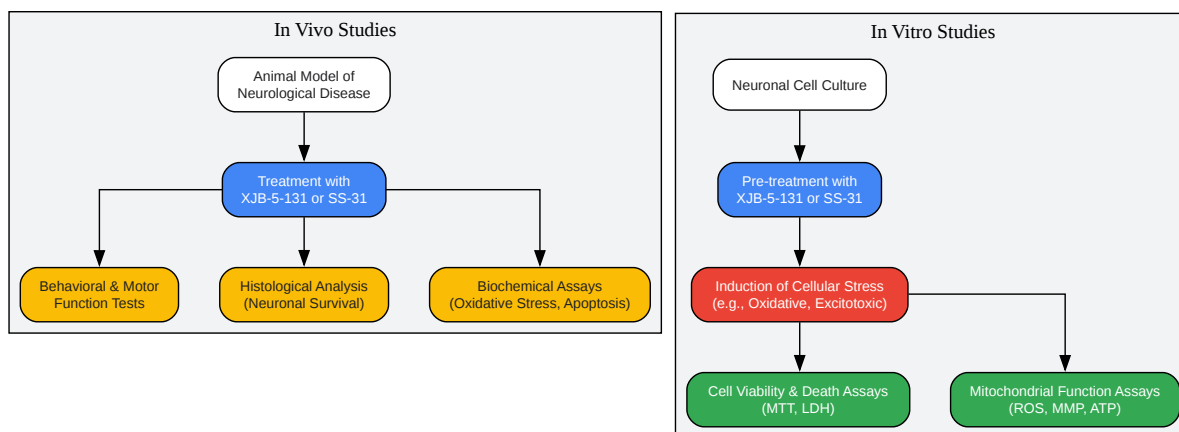 In Vivo Studies
Animal Model of
Neurological Disease
Treatment with
XJB-5-131 or SS-31
Behavioral & Motor
Function Tests
Histological Analysis
(Neuronal Survival)
Biochemical Assays
(Oxidative Stress, Apoptosis)
In Vitro Studies
Neuronal Cell Culture
Pre-treatment with
XJB-5-131 or SS-31
Induction of Cellular Stress
(e.g., Oxidative, Excitotoxic)
Cell Viability & Death Assays
(MTT, LDH)
Mitochondrial Function Assays
(ROS, MMP, ATP)